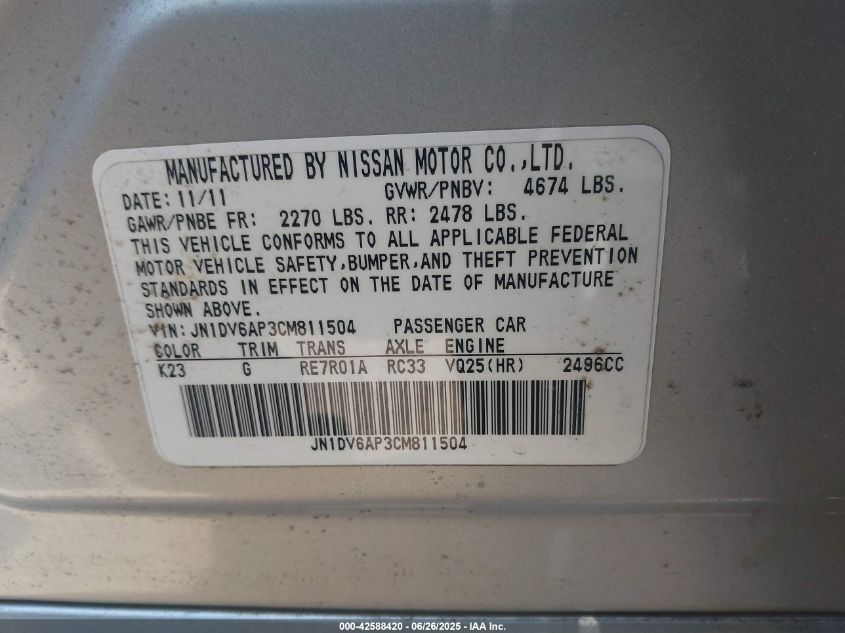 MANUFACTURED BY NISSAN MOTOR CO.,LTD.
DATE: 11/11 GVWR/PNBV: 4674 LBS.
GAWR/PNBE FR: 2270 LBS. RR: 2478 LBS.
THIS VEHICLE CONFORMS TO ALL APPLICABLE FEDERAL
MOTOR VEHICLE SAFETY,BUMPER,AND THEFT PREVENTION
STANDARDS IN EFFECT ON THE DATE OF MANUFACTURE
SHOWN ABOVE.
VIN: JN1DV6AP3CM811504 PASSENGER CAR
COLOR TRIM TRANS AXLE ENGINE
K23 G RE7R01A RC33 VQ25(HR) 2496CC
JN1DV6AP3CM811504
000-42588420 - 06/26/2025 - IAA Inc.